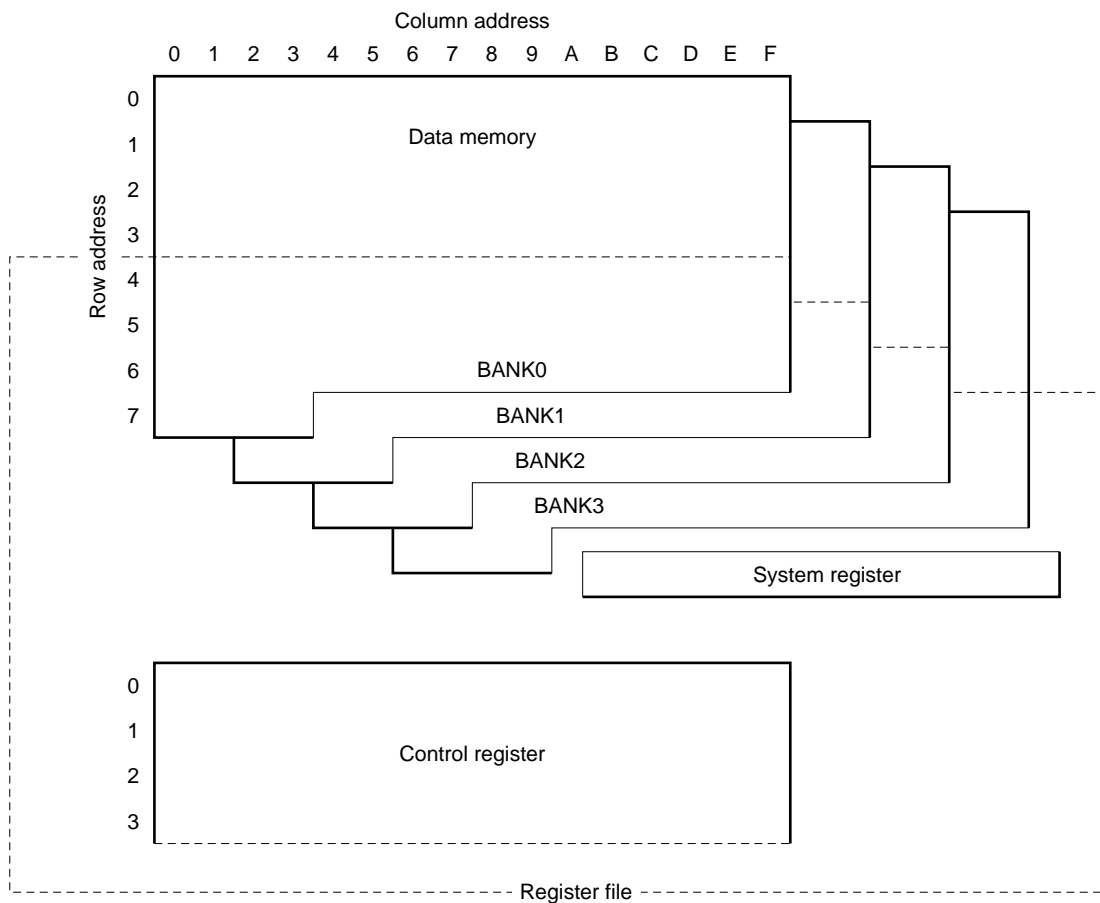 Column address
0 1 2 3 4 5 6 7 8 9 A B C D E F
0
1
2
3
4
5
6
7
Row address
Data memory
BANK0
BANK1
BANK2
BANK3
System register
0
1
2
3
Control register
Register file